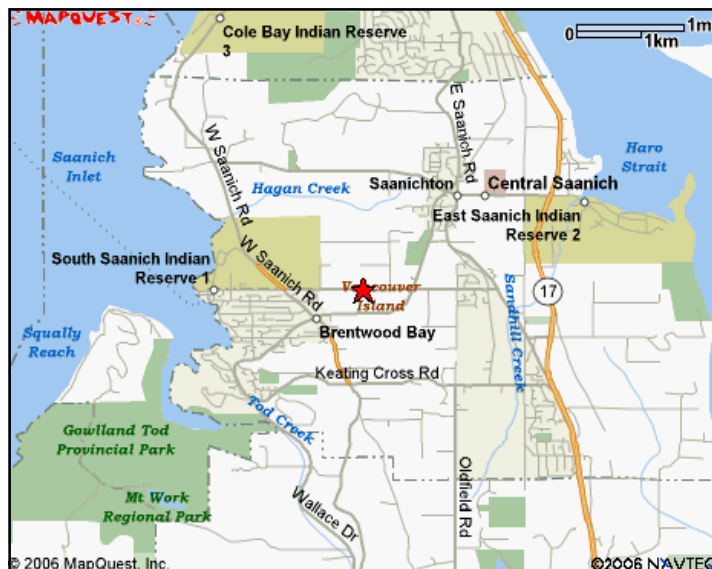 MAPQUEST
Cole Bay Indian Reserve
3
0
1m
1km
E Saanich Rd
W Saanich Rd
Saanich
Inlet
Haro
Strait
Hagan Creek
Saanichton
Central Saanich
East Saanich Indian
Reserve 2
South Saanich Indian
Reserve 1
W Saanich Rd
Vancouver
Island
17
Sandhill Creek
Squally
Reach
Brentwood Bay
Keating Cross Rd
Tod Creek
Gowlland Tod
Provincial Park
Mt Work
Regional Park
Oldfield Rd
Wallace Dr
© 2006 MapQuest, Inc.
©2006 NAVTEQ